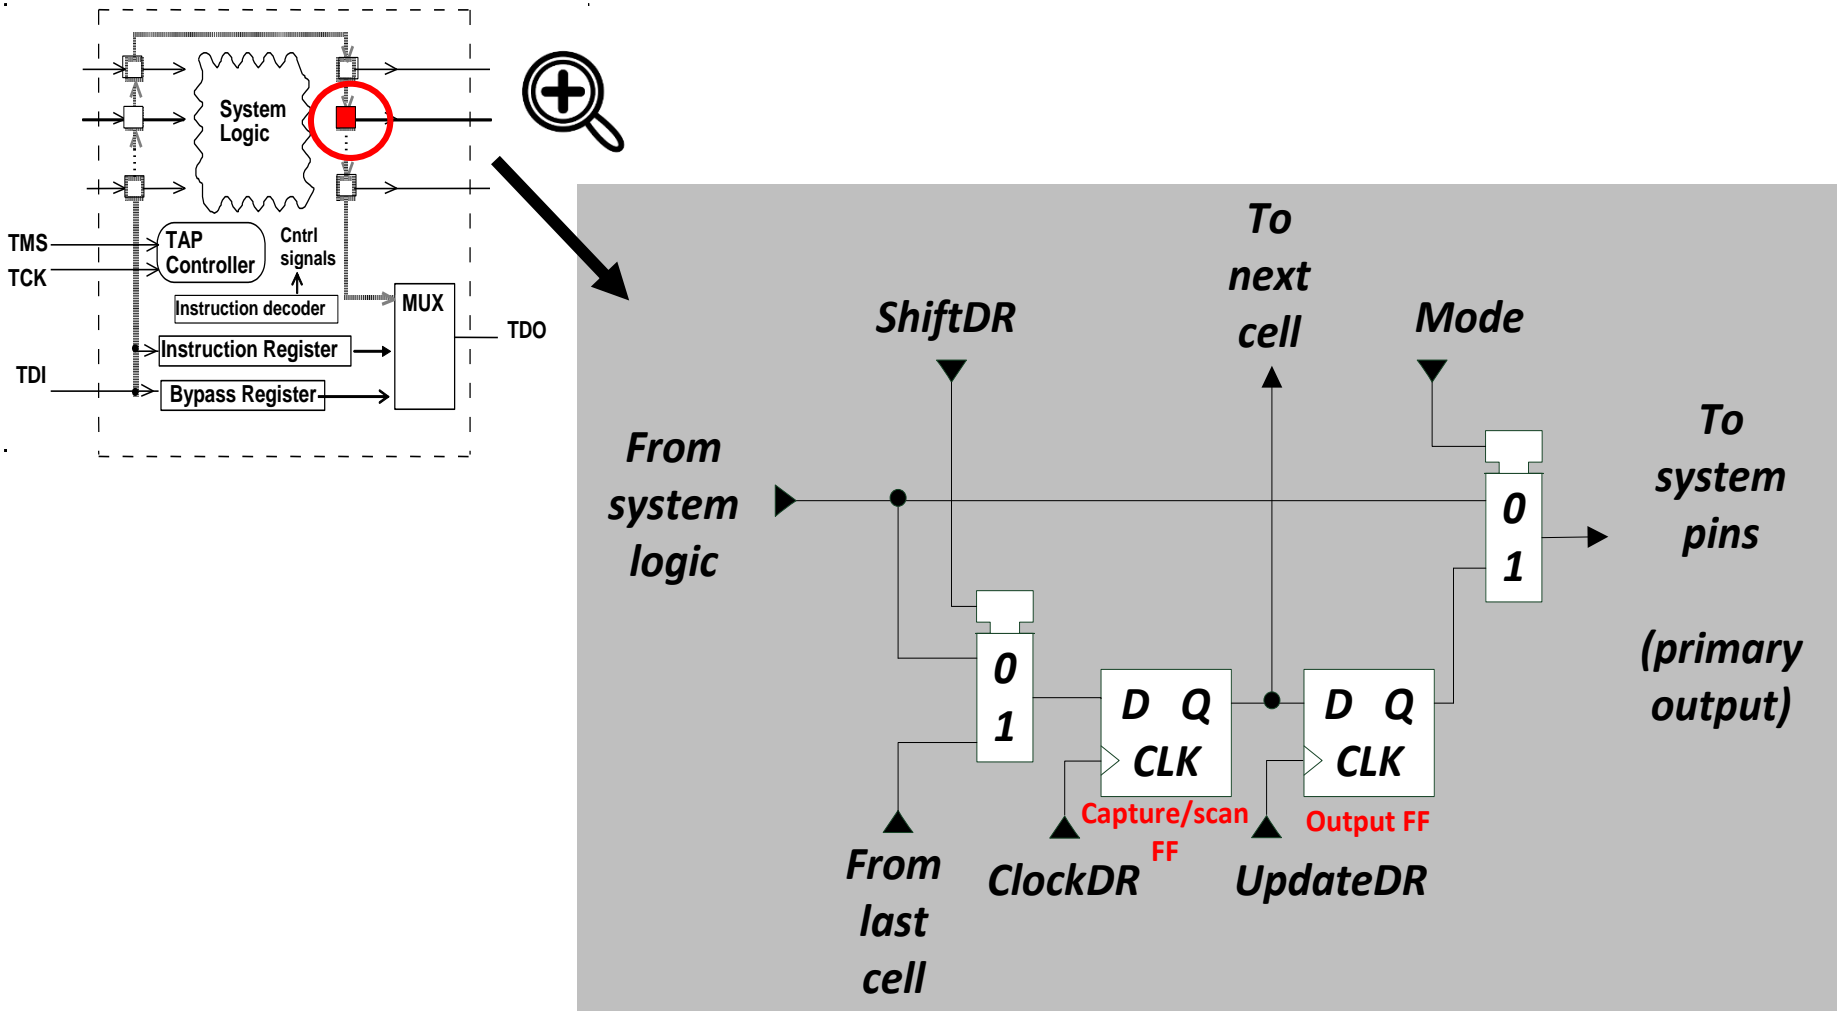 System
Logic
TMS
TCK
TAP
Controller
Cntrl
signals
Instruction decoder
MUX
TDO
Instruction Register
TDI
Bypass Register
To
next
cell
ShiftDR
Mode
From
system
logic
0
1
To
system
pins
(primary
output)
0
1
D Q
CLK
D Q
CLK
Capture/scan
FF
Output FF
From
last
cell
ClockDR
UpdateDR